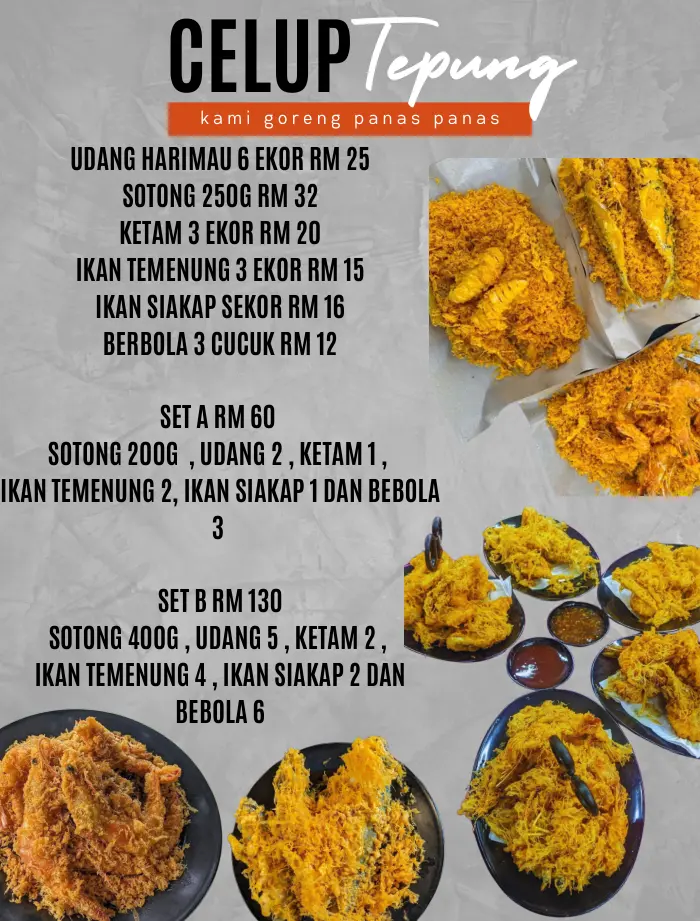 CELUP Tepung
kami goreng panas panas
UDANG HARIMAU 6 EKOR RM 25
SOTONG 250G RM 32
KETAM 3 EKOR RM 20
IKAN TEMENUNG 3 EKOR RM 15
IKAN SIAKAP SEKOR RM 16
BERBOLA 3 CUCUK RM 12
SET A RM 60
SOTONG 200G , UDANG 2 , KETAM 1 ,
IKAN TEMENUNG 2, IKAN SIAKAP 1 DAN BEBOLA
3
SET B RM 130
SOTONG 400G , UDANG 5 , KETAM 2 ,
IKAN TEMENUNG 4 , IKAN SIAKAP 2 DAN
BEBOLA 6